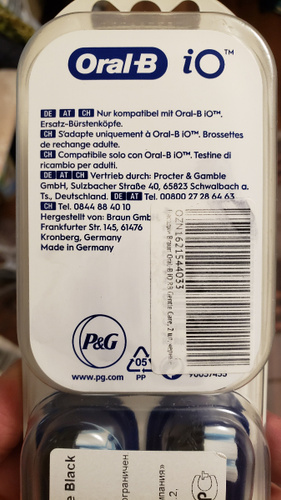 Oral-B iO™
DE AT CH Nur kompatibel mit Oral-B iO™.
Ersatz-Bürstenköpfe.
CH S'adapte uniquement à Oral-B iO™. Brossettes
de rechange adulte.
CH Compatibile solo con Oral-B iO™. Testine di
ricambio per adulti.
DE AT CH Vertrieb durch: Procter & Gamble
GmbH, Sulzbacher Straße 40, 65823 Schwalbach a.
Ts., Deutschland. DE AT Tel. 00800 27 28 64 63
CH Tel. 0844 88 40 10
Hergestellt von: Braun Gmb
Frankfurter Str. 145, 61476
Kronberg, Germany
Made in Germany
OZN1621544033
P&G
05
PP
www.pg.com
e Black